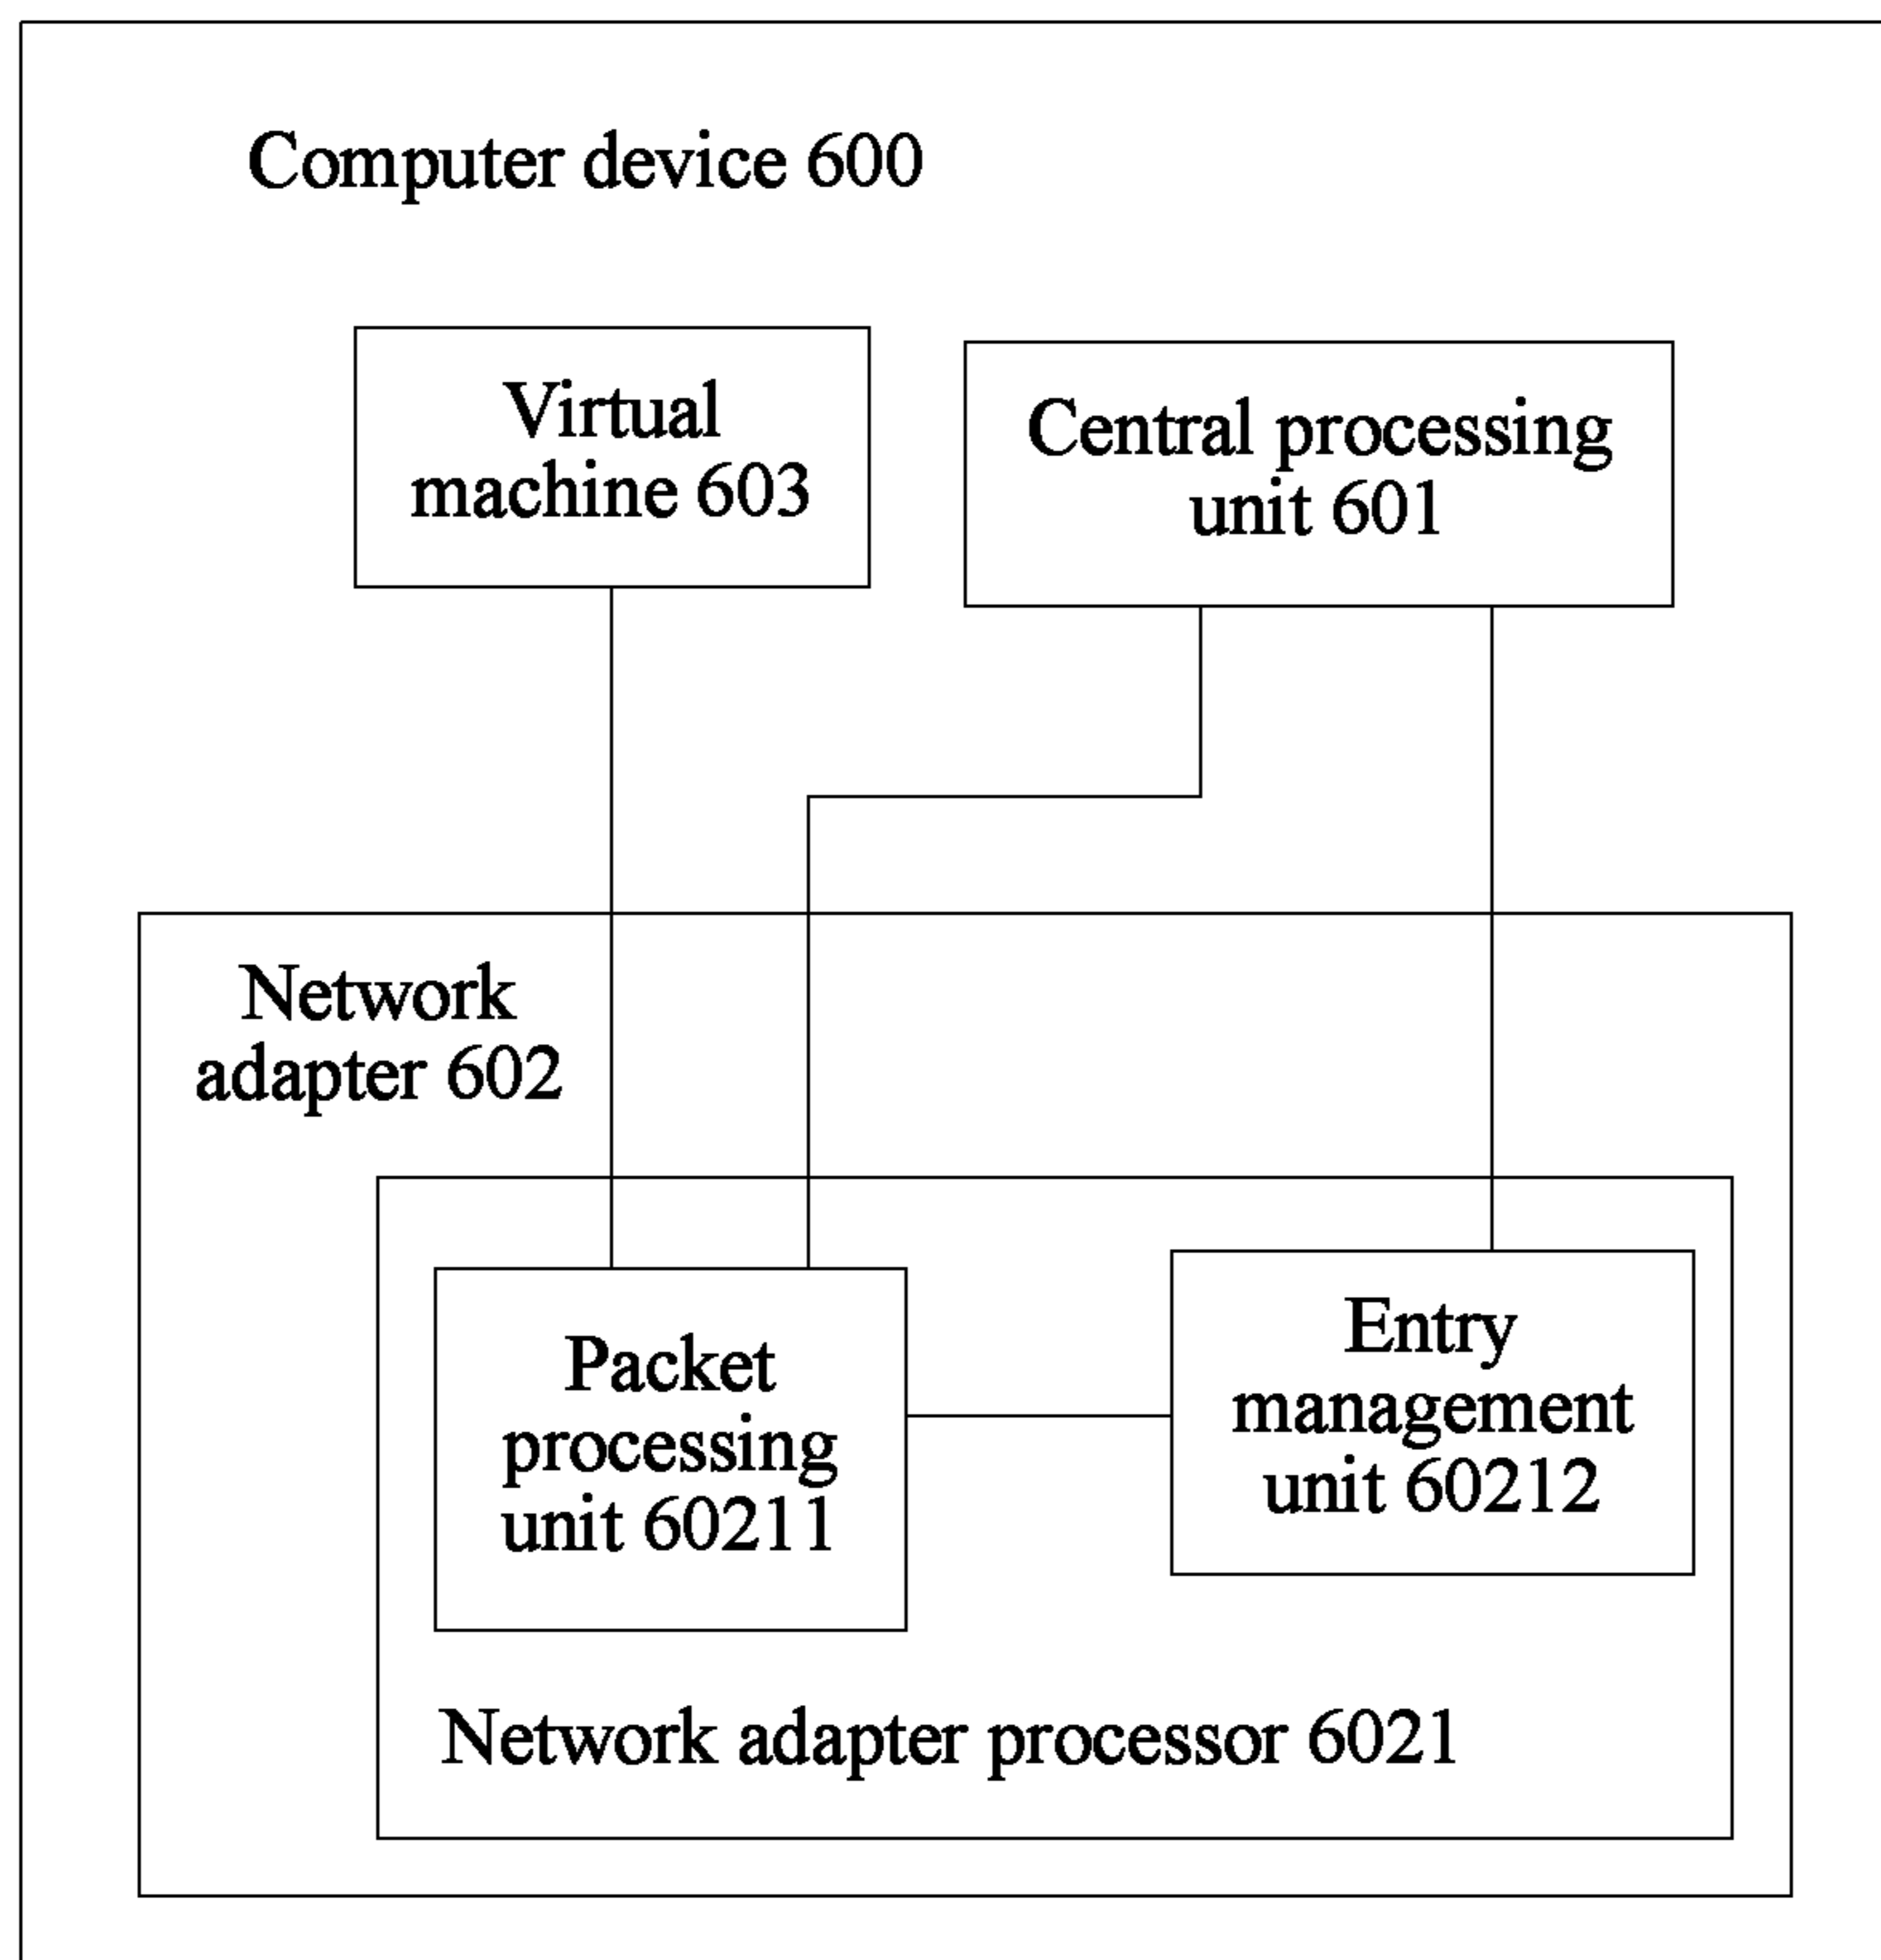 Computer device 600
Virtual
machine 603
Central processing
unit 601
Network
adapter 602
Packet
processing
unit 60211
Entry
management
unit 60212
Network adapter processor 6021